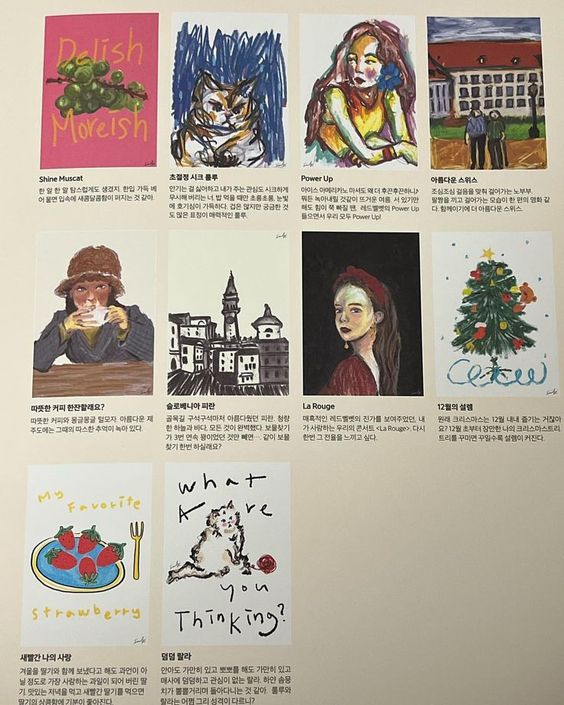 Delish
Moreish
Shine Muscat
한 알 한 알 탐스럽게도 생겼지. 한입 가득 베
어 물면 입속에 새콤달콤함이 퍼지는 것 같아.
초절정 시크 룰루
안기는 걸 싫어하고 내가 주는 관심도 시크하게
무시해 버리는 너, 밥 먹을 때만 초롱초롱, 눈빛
에 호기심이 가득하다. 겁은 많지만 궁금한 것
도 많은 표정이 매력적인 룰루.
Power Up
아이스 아메리카노 마셔도 왜 더 후끈후끈하니?
뭐든 녹아내릴 것같이 뜨거운 여름. 서 있기만
해도 힘이 쭉 빠질 땐, 레드벨벳의 Power Up
들으면서 우리 모두 Power Up!
아름다운 스위스
조심조심 걸음을 맞춰 걸어가는 노부부.
팔짱을 끼고 걸어가는 모습이 한 편의 영화 같
다. 함께이기에 더 아름다운 스위스.
따뜻한 커피 한잔할래요?
따뜻한 커피와 몽글몽글 털모자. 아름다운 제
주도에는 그때의 따스한 추억이 녹아 있다.
슬로베니아 피란
골목길 구석구석마저 아름다웠던 피란. 청량
한 하늘과 바다, 모든 것이 완벽했다. 보물찾기
가 3번 연속 꽝이었던 것만 빼면…. 같이 보물
찾기 한번 하실래요?
La Rouge
매혹적인 레드벨벳의 진가를 보여주었던, 내
가 사랑하는 우리의 콘서트 <La Rouge>. 다시
한번 그 전율을 느끼고 싶다.
12월의 설렘
원래 크리스마스는 12월 내내 즐기는 거잖아
요? 12월 초부터 장만한 나의 크리스마스트리.
트리를 꾸미면 꾸밀수록 설렘이 커진다.
My
Favorite
strawberry
새빨간 나의 사랑
겨울을 딸기와 함께 보냈다고 해도 과언이 아
닐 정도로 가장 사랑하는 과일이 되어 버린 딸
기. 맛있는 저녁을 먹고 새빨간 딸기를 먹으면
딸기의 상큼함에 기분이 좋아진다.
what
Are
you
Thinking?
덤덤 랄라
안아도 가만히 있고 뽀뽀를 해도 가만히 있고
매사에 덤덤하고 관심이 없는 랄라. 하얀 솜뭉
치가 뽈뽈거리며 돌아다니는 것 같아. 룰루와
랄라는 어쩜 그리 성격이 다르니?